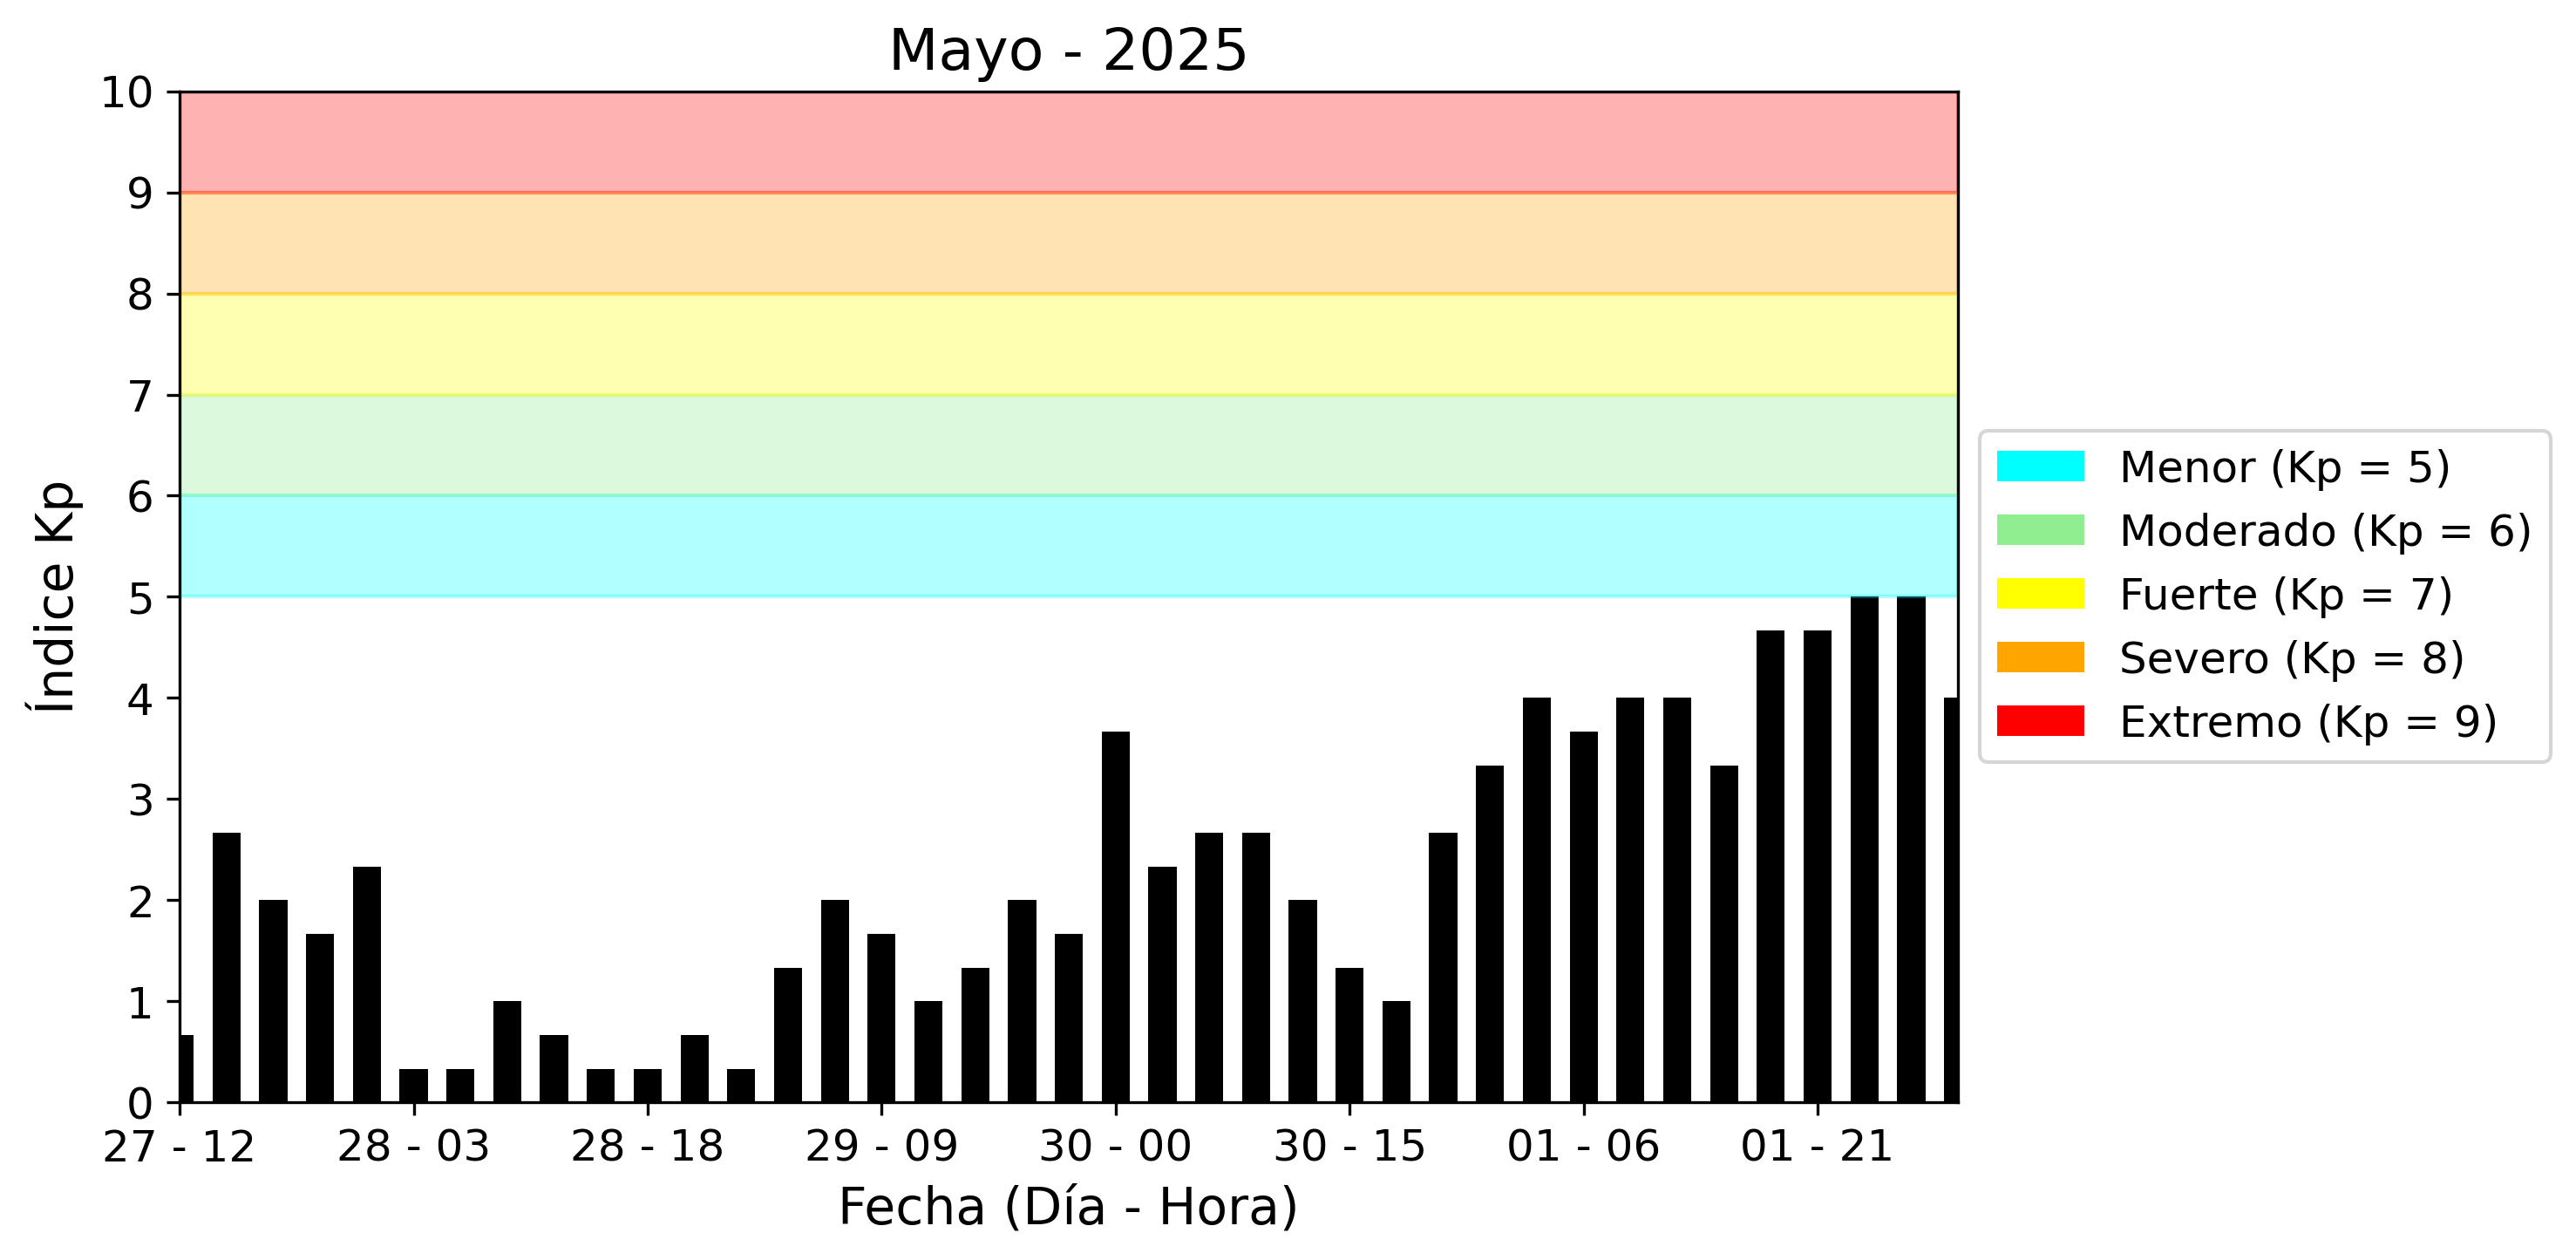 Mayo - 2025
10
9
8
7
6
5
4
3
2
1
0
Índice Kp
27 - 12
28 - 03
28 - 18
29 - 09
30 - 00
30 - 15
01 - 06
01 - 21
Fecha (Día - Hora)
Menor (Kp = 5)
Moderado (Kp = 6)
Fuerte (Kp = 7)
Severo (Kp = 8)
Extremo (Kp = 9)